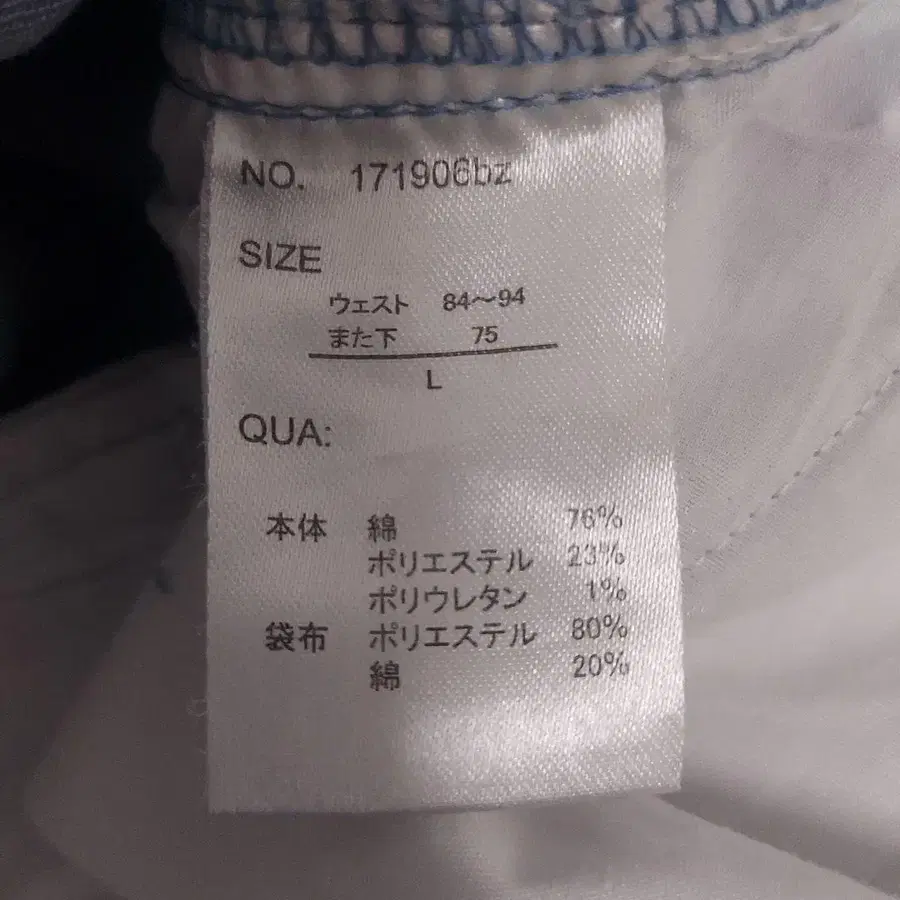 NO. 171906bz
SIZE
ウェスト 84〜94
また下 75
L
QUA:
本体 綿 76%
ポリエステル 23%
ポリウレタン 1%
袋布 ポリエステル 80%
綿 20%